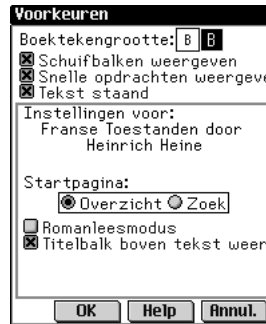 Voorkeuren
Boektekengrootte: B B
Schuifbalken weergeven
Snelle opdrachten weergeve
Tekst staand
Instellingen voor:
Franse Toestanden door
Heinrich Heine
Startpagina:
Overzicht Zoek
Romanleesmodus
Titelbalk boven tekst weer
OK Help Annul.